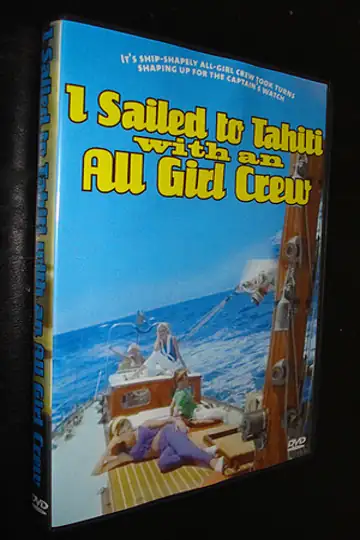 IT'S SHIP-SHAPELY ALL-GIRL CREW TOOK TURNS
SHAPING UP FOR THE CAPTAIN'S WATCH
I Sailed to Tahiti
with an
All Girl Crew
DVD
I Sailed to Tahiti with an All Girl Crew
DVD